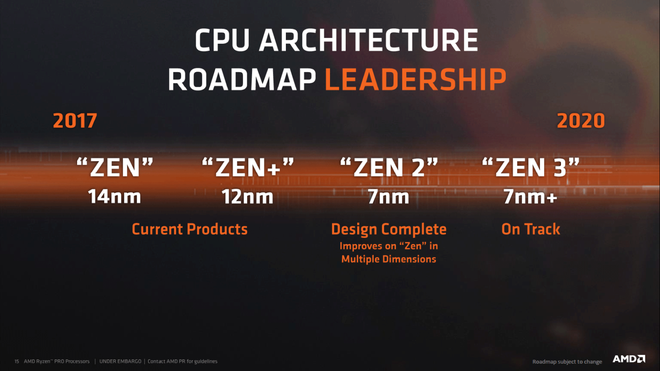 CPU ARCHITECTURE
ROADMAP LEADERSHIP
2017 2020
“ZEN” “ZEN+” “ZEN 2” “ZEN 3”
14nm 12nm 7nm 7nm+
Current Products Design Complete On Track
Improves on “Zen” in
Multiple Dimensions
15 AMD Ryzen™ PRO Processors | UNDER EMBARGO | Contact AMD PR for guidelines Roadmap subject to change AMD